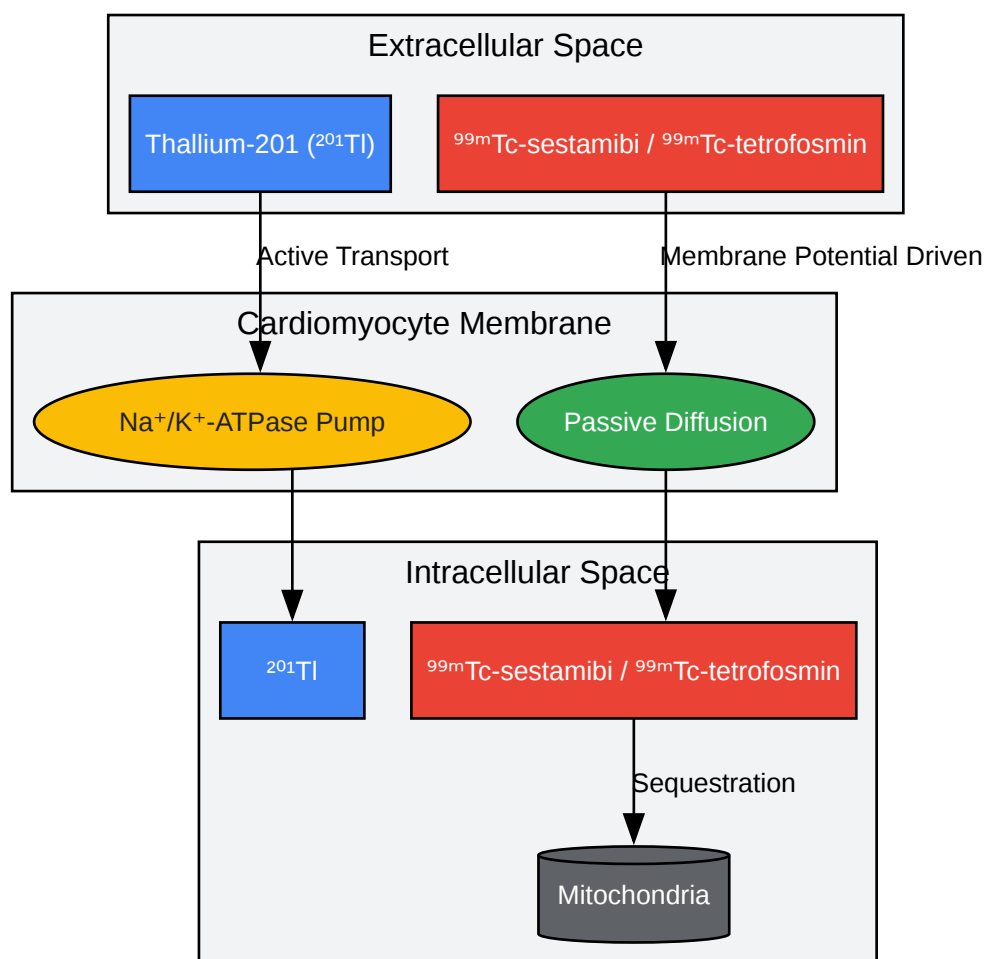 Extracellular Space
Thallium-201 (²⁰¹Tl)
⁹⁹ᵐTc-sestamibi / ⁹⁹ᵐTc-tetrofosmin
Active Transport
Membrane Potential Driven
Cardiomyocyte Membrane
Na⁺/K⁺-ATPase Pump
Passive Diffusion
Intracellular Space
²⁰¹Tl
⁹⁹ᵐTc-sestamibi / ⁹⁹ᵐTc-tetrofosmin
Sequestration
Mitochondria